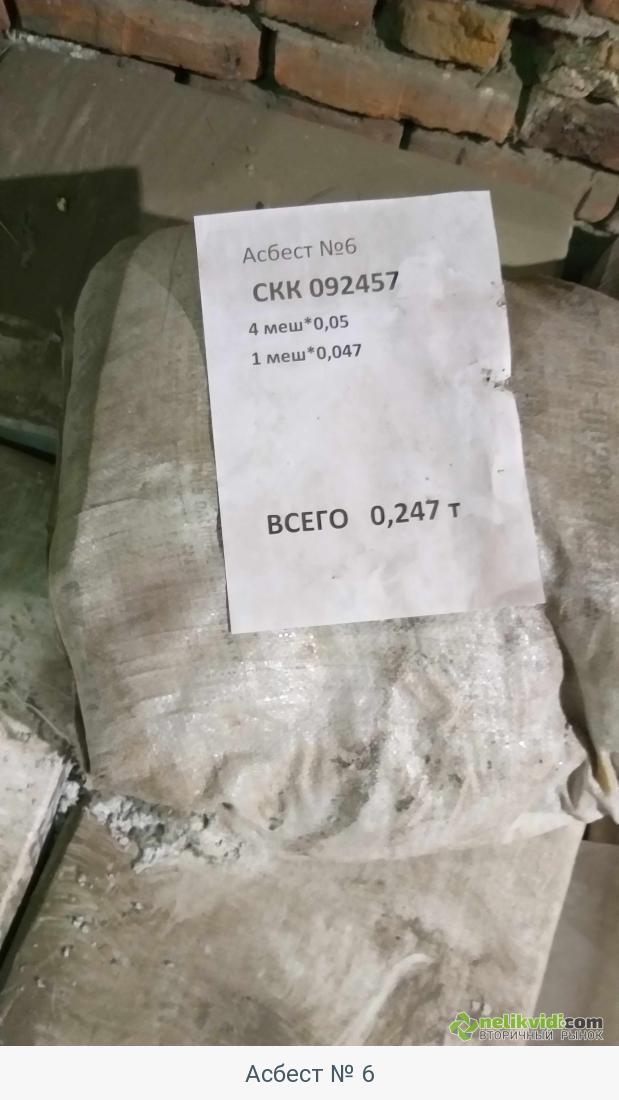 Асбест №6
СКК 092457
4 меш*0,05
1 меш*0,047
ВСЕГО 0,247 т
nelikvidi.com
ВТОРИЧНЫЙ РЫНОК
Асбест № 6